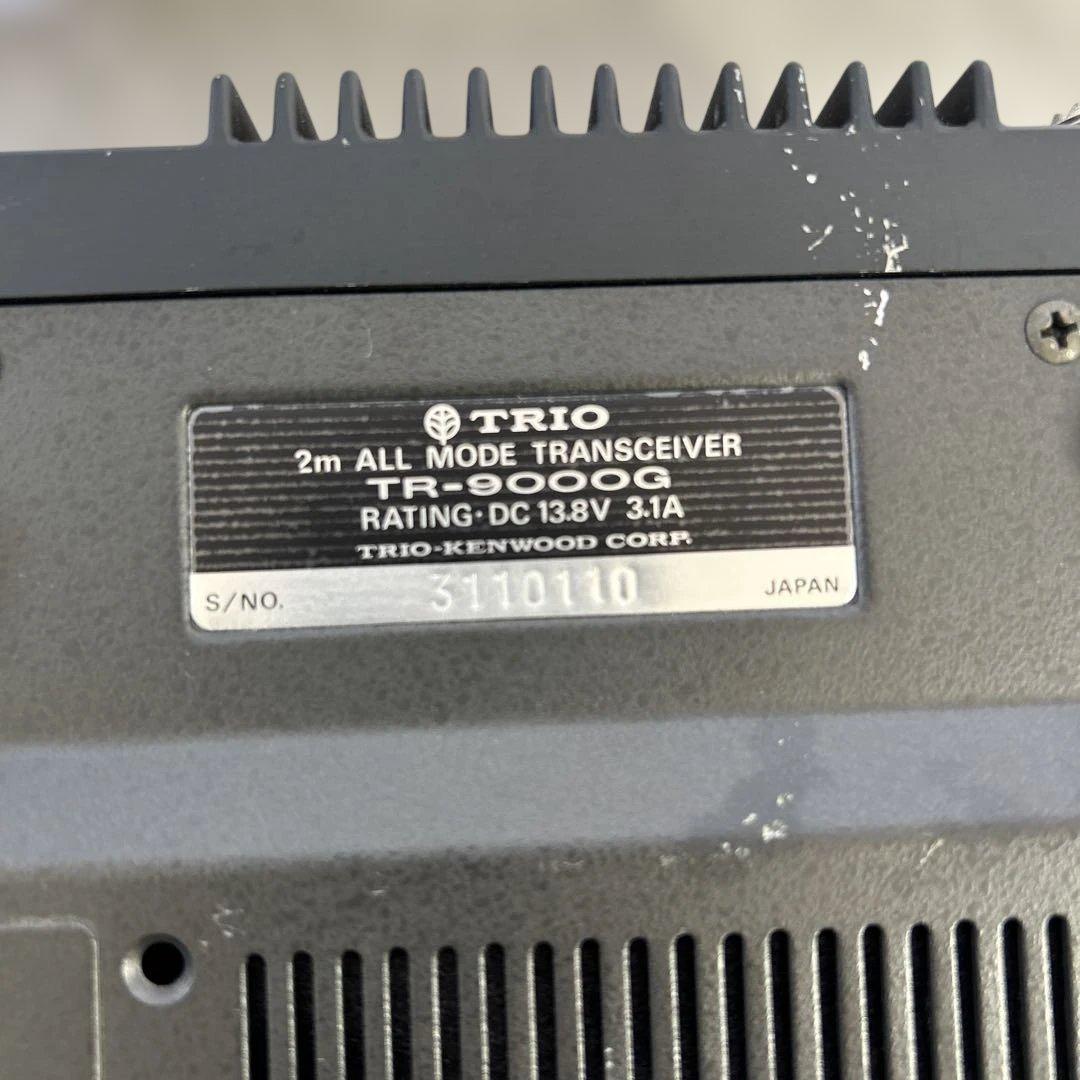 TRIO
2m ALL MODE TRANSCEIVER
TR-9000G
RATING·DC 13.8V 3.1A
TRIO-KENWOOD CORP.
S/NO. 3110110 JAPAN